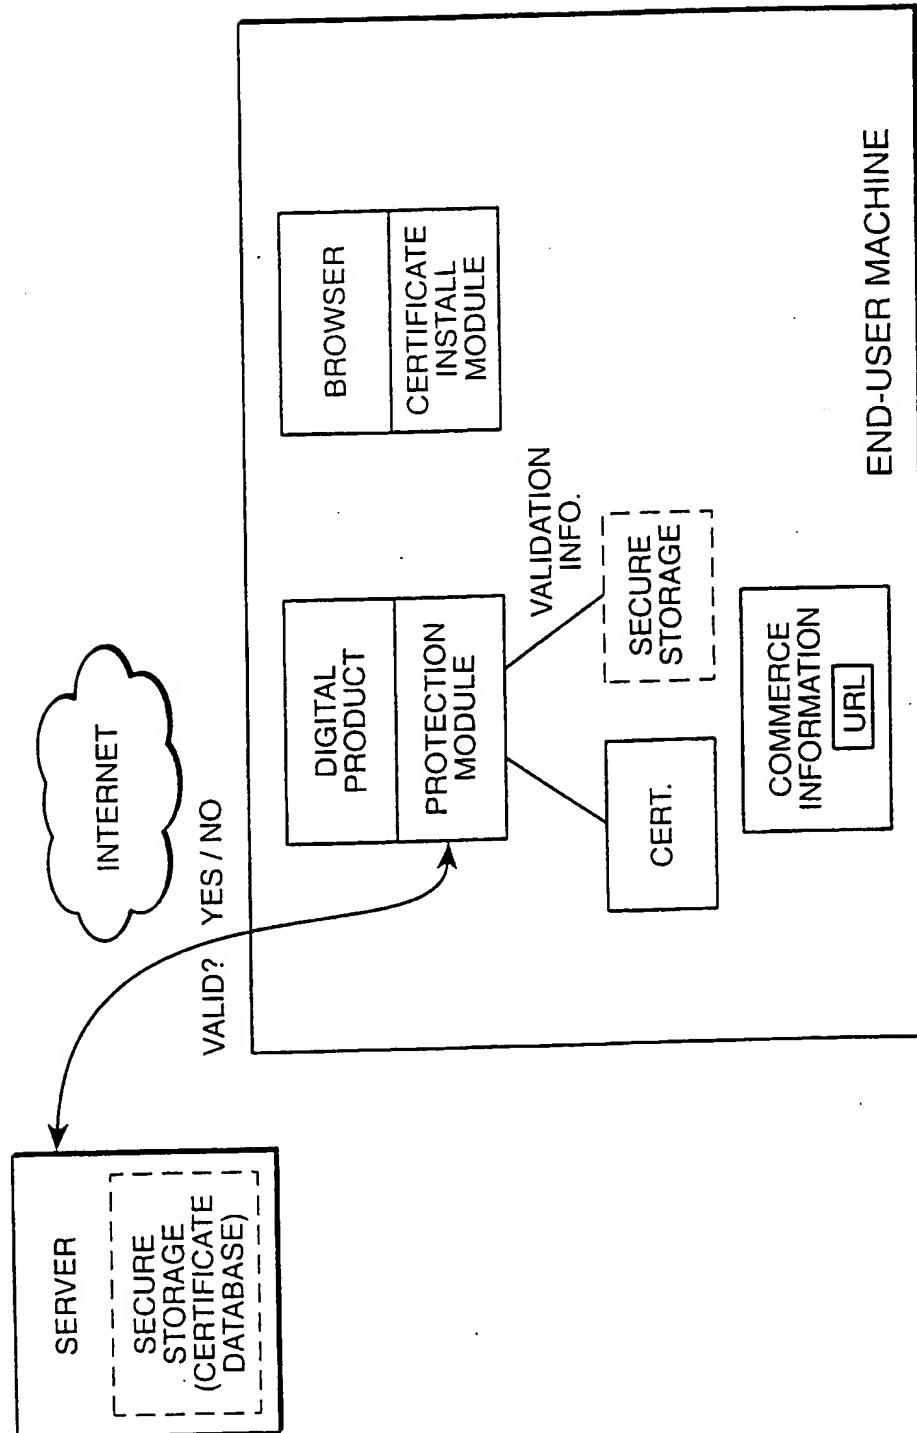 SERVER
SECURE
STORAGE
(CERTIFICATE
DATABASE)
INTERNET
VALID? YES / NO
DIGITAL
PRODUCT
PROTECTION
MODULE
BROWSER
CERTIFICATE
INSTALL
MODULE
VALIDATION
INFO.
CERT.
SECURE
STORAGE
COMMERCE
INFORMATION
URL
END-USER MACHINE